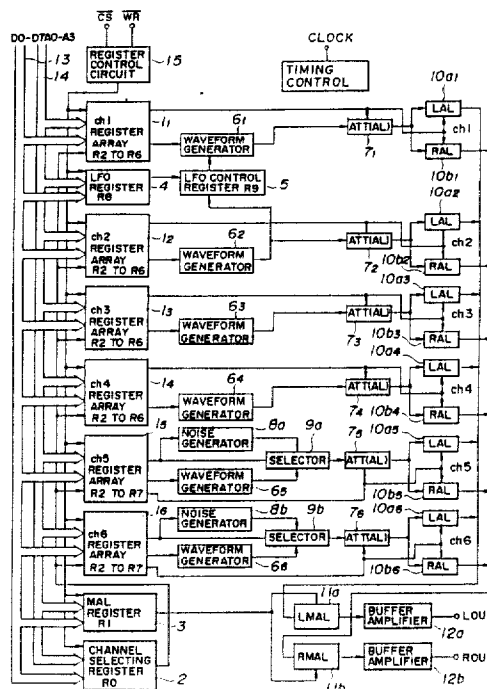 CS WR
D0-D7 A0-A3
13
14
REGISTER CONTROL CIRCUIT
15
CLOCK
TIMING CONTROL
ch1 REGISTER ARRAY R2 TO R6
11
WAVEFORM GENERATOR
61
ATT(AL)
71
10a1
LAL
ch1
RAL
10b1
LFO REGISTER R8
4
LFO CONTROL REGISTER R9
5
ch2 REGISTER ARRAY R2 TO R6
12
WAVEFORM GENERATOR
62
ATT(AL)
72
10a2
LAL
ch2
RAL
10b2
ch3 REGISTER ARRAY R2 TO R6
13
WAVEFORM GENERATOR
63
ATT(AL)
73
10a3
LAL
ch3
RAL
10b3
ch4 REGISTER ARRAY R2 TO R6
14
WAVEFORM GENERATOR
64
ATT(AL)
74
10a4
LAL
ch4
RAL
10b4
ch5 REGISTER ARRAY R2 TO R7
15
NOISE GENERATOR
8a
WAVEFORM GENERATOR
65
SELECTOR
9a
ATT(AL)
75
10a5
LAL
ch5
RAL
10b5
ch6 REGISTER ARRAY R2 TO R7
16
NOISE GENERATOR
8b
WAVEFORM GENERATOR
66
SELECTOR
9b
ATT(AL)
76
10a6
LAL
ch6
RAL
10b6
MAL REGISTER R1
3
11a
LMAL
BUFFER AMPLIFIER
12a
LOU
CHANNEL SELECTING REGISTER R0
2
RMAL
11b
BUFFER AMPLIFIER
12b
ROU